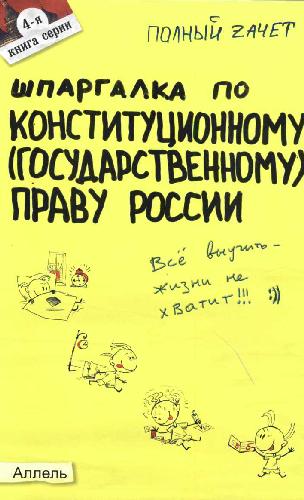 4-я
книга серии
ПОЛНЫЙ ZАЧЕТ
ШПАРГАЛКА ПО
КОНСТИТУЦИОННОМУ
(ГОСУДАРСТВЕННОМУ)
ПРАВУ РОССИИ
Всё выучить -
жизни не
хватит!!! :))
Аллель